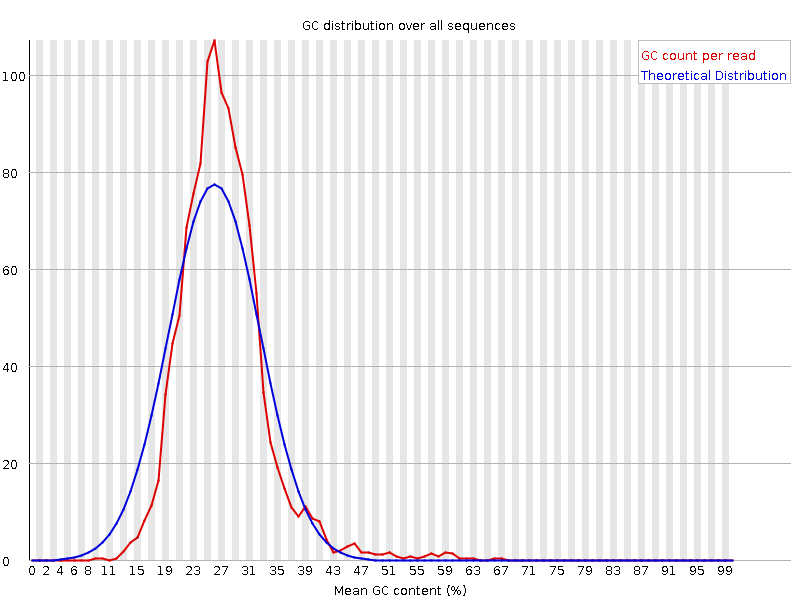 GC distribution over all sequences
GC count per read
Theoretical Distribution
100
80
60
40
20
0
0 2 4 6 8 11 15 19 23 27 31 35 39 43 47 51 55 59 63 67 71 75 79 83 87 91 95 99
Mean GC content (%)